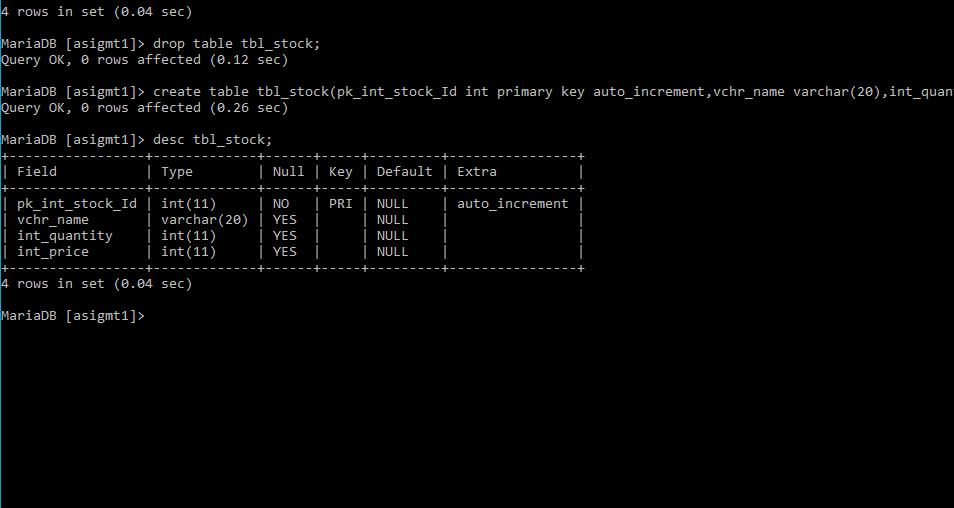 4 rows in set (0.04 sec)
MariaDB [asigmt1]> drop table tbl_stock;
Query OK, 0 rows affected (0.12 sec)
MariaDB [asigmt1]> create table tbl_stock(pk_int_stock_Id int primary key auto_increment,vchr_name varchar(20),int_quan
Query OK, 0 rows affected (0.26 sec)
MariaDB [asigmt1]> desc tbl_stock;
+-----------------+-------------+------+-----+---------+----------------+
| Field           | Type        | Null | Key | Default | Extra          |
+-----------------+-------------+------+-----+---------+----------------+
| pk_int_stock_Id | int(11)     | NO   | PRI | NULL    | auto_increment |
| vchr_name       | varchar(20) | YES  |     | NULL    |                |
| int_quantity    | int(11)     | YES  |     | NULL    |                |
| int_price       | int(11)     | YES  |     | NULL    |                |
+-----------------+-------------+------+-----+---------+----------------+
4 rows in set (0.04 sec)
MariaDB [asigmt1]>